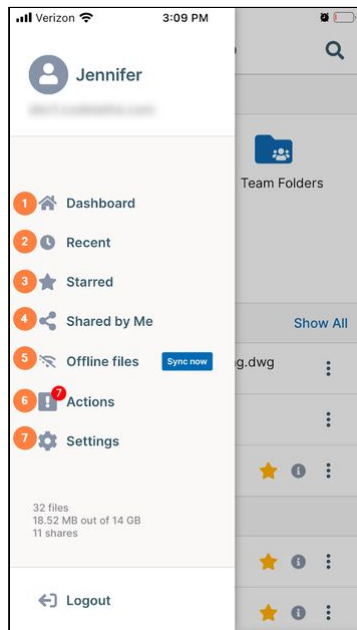 Verizon 3:09 PM
Jennifer
Team Folders
1 Dashboard
2 Recent
3 Starred
4 Shared by Me
Show All
5 Offline files Sync now
g.dwg
6 7 Actions
7 Settings
32 files
18.52 MB out of 14 GB
11 shares
Logout